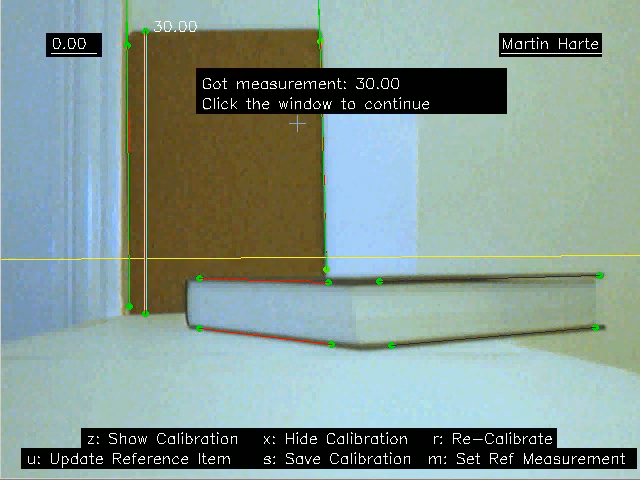 30.00
0.00
Martin Harte
Got measurement: 30.00
Click the window to continue
z: Show Calibration x: Hide Calibration r: Re-Calibrate
u: Update Reference Item s: Save Calibration m: Set Ref Measurement